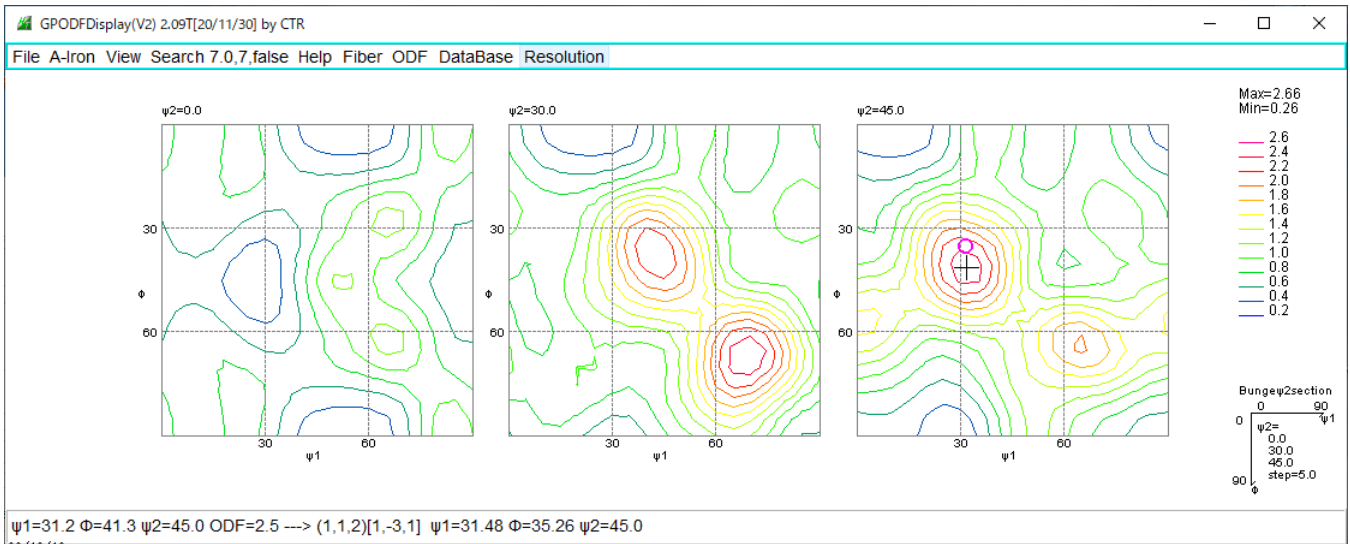 GPODFDisplay(V2) 2.09T[20/11/30] by CTR
File A-Iron View Search 7.0,7,false Help Fiber ODF DataBase Resolution
ψ2=0.0 ψ2=30.0 ψ2=45.0
Max=2.66
Min=0.26
2.6
2.4
2.2
2.0
1.8
1.6
1.4
1.2
1.0
0.8
0.6
0.4
0.2
30 30 30
Φ Φ Φ
60 60 60
30 60 30 60 30 60
ψ1 ψ1 ψ1
Bungeψ2section
0 90
0 ψ1
ψ2=
0.0
30.0
45.0
step=5.0
90
Φ
ψ1=31.2 Φ=41.3 ψ2=45.0 ODF=2.5 ---> (1,1,2)[1,-3,1] ψ1=31.48 Φ=35.26 ψ2=45.0